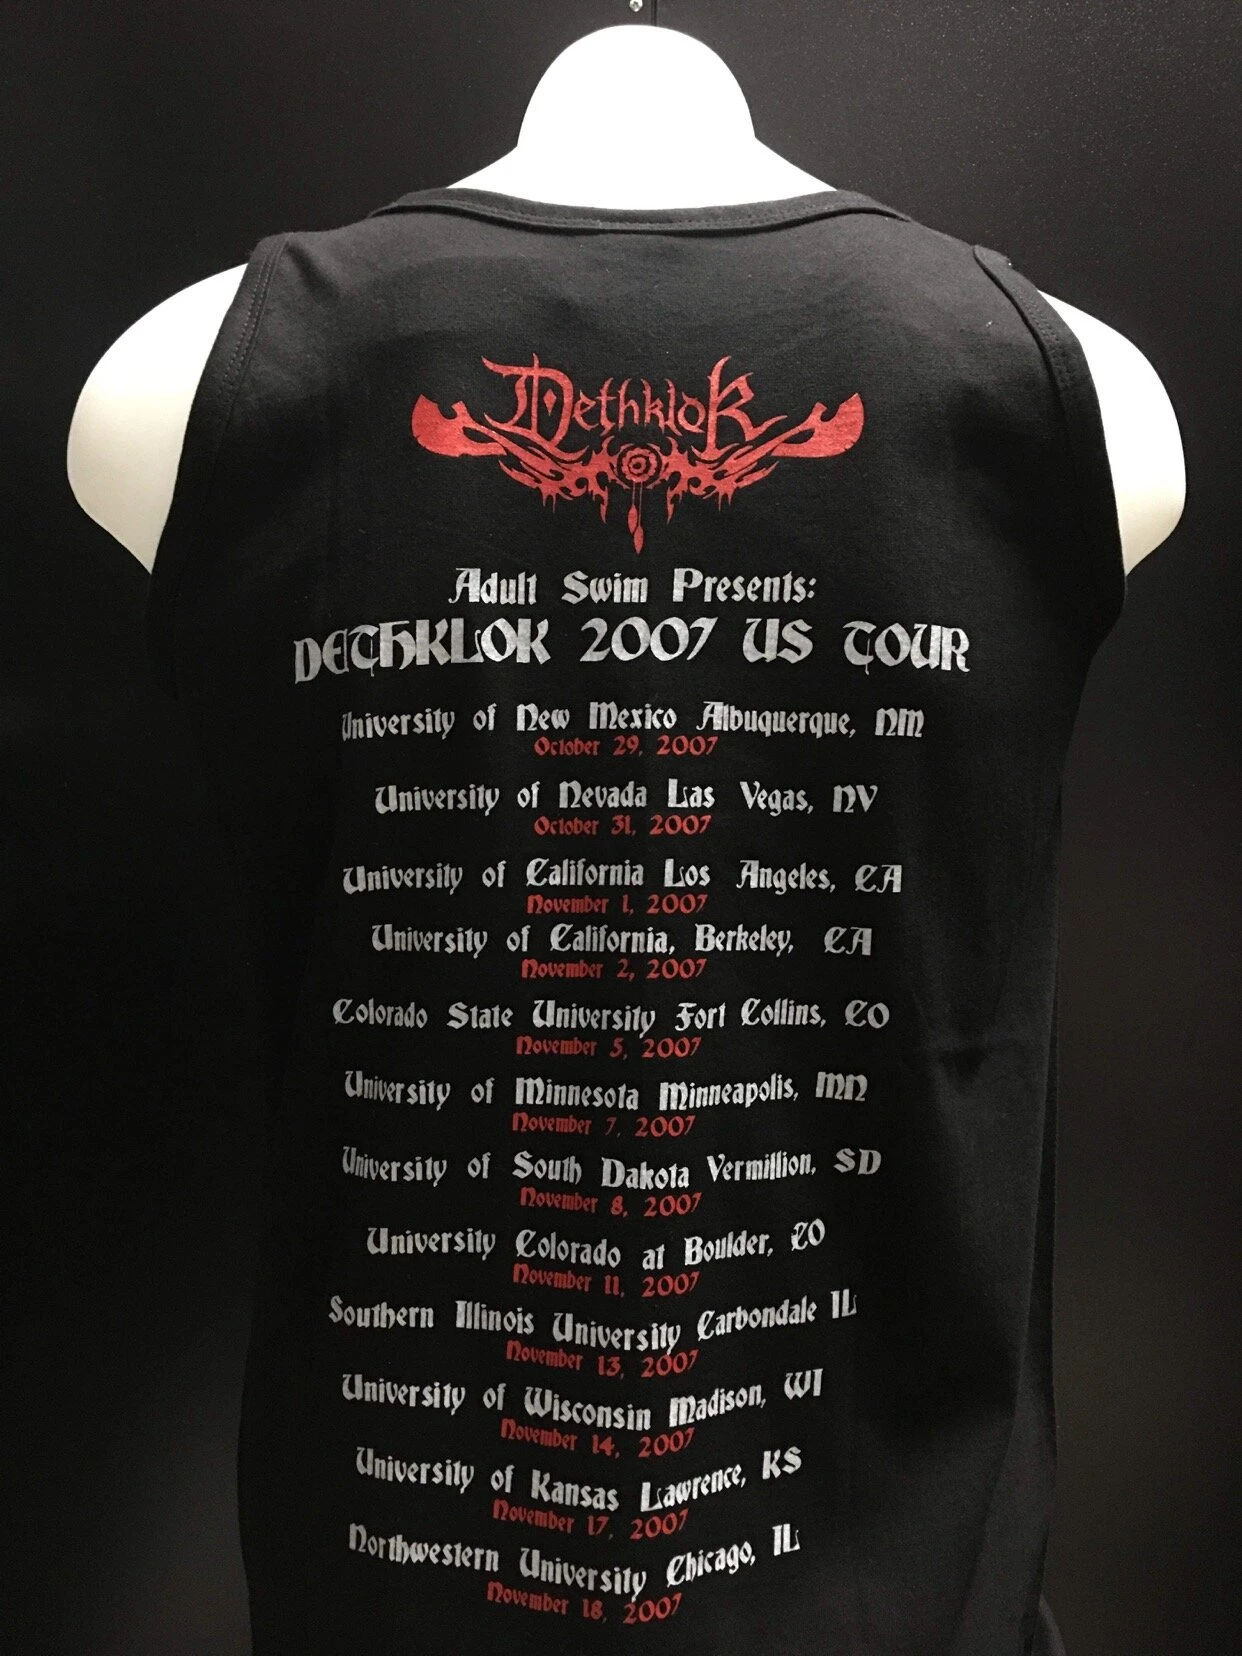 Dethklok
Adult Swim Presents:
DETHKLOK 2007 US TOUR
University of New Mexico Albuquerque, NM
October 29, 2007
University of Nevada Las Vegas, NV
October 31, 2007
University of California Los Angeles, CA
November 1, 2007
University of California, Berkeley, CA
November 2, 2007
Colorado State University Fort Collins, CO
November 5, 2007
University of Minnesota Minneapolis, MN
November 7, 2007
University of South Dakota Vermillion, SD
November 8, 2007
University Colorado at Boulder, CO
November 11, 2007
Southern Illinois University Carbondale IL
November 13, 2007
University of Wisconsin Madison, WI
November 14, 2007
University of Kansas Lawrence, KS
November 17, 2007
Northwestern University Chicago, IL
November 18, 2007